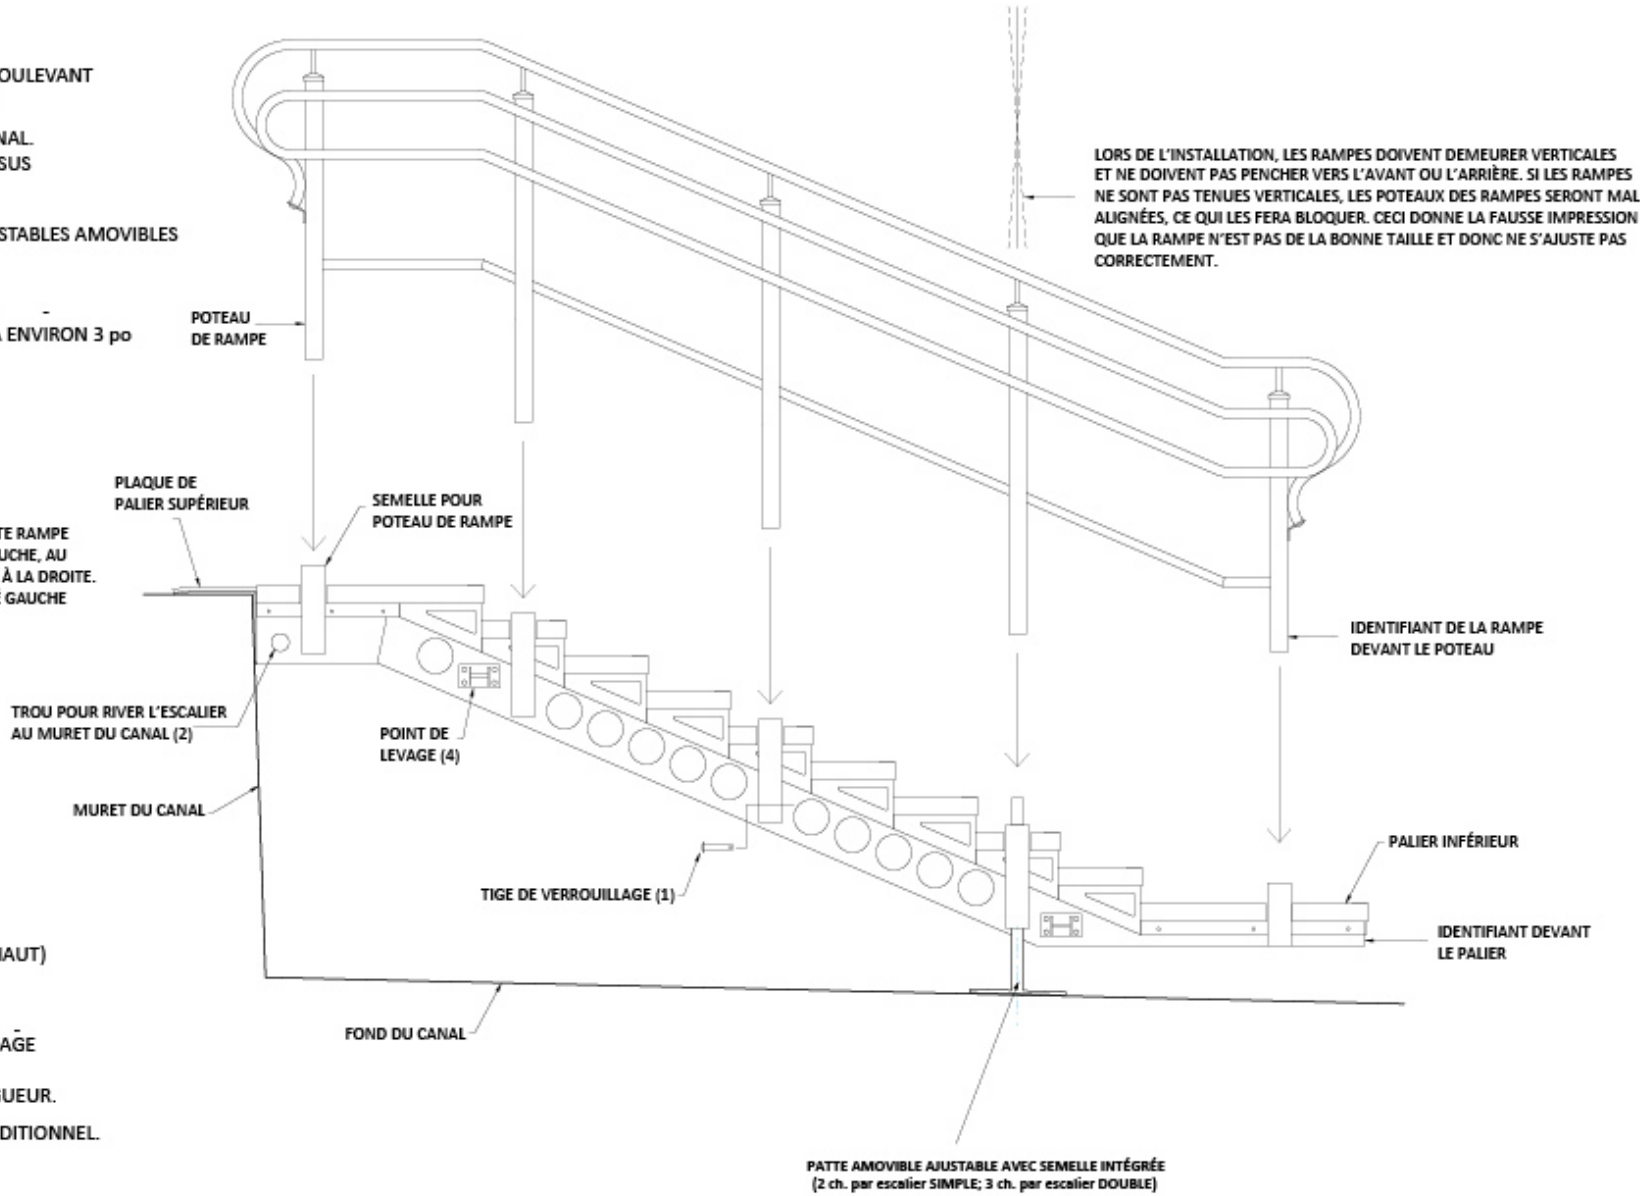 OULEVANT
NAL.
SUS
STABLES AMOVIBLES
-
A ENVIRON 3 po
LORS DE L'INSTALLATION, LES RAMPES DOIVENT DEMEURER VERTICALES
ET NE DOIVENT PAS PENCHER VERS L'AVANT OU L'ARRIÈRE. SI LES RAMPES
NE SONT PAS TENUES VERTICALES, LES POTEAUX DES RAMPES SERONT MAL
ALIGNÉES, CE QUI LES FERA BLOQUER. CECI DONNE LA FAUSSE IMPRESSION
QUE LA RAMPE N'EST PAS DE LA BONNE TAILLE ET DONC NE S'AJUSTE PAS
CORRECTEMENT.
POTEAU
DE RAMPE
PLAQUE DE
PALIER SUPÉRIEUR
SEMELLE POUR
POTEAU DE RAMPE
TE RAMPE
UCHE, AU
À LA DROITE.
E GAUCHE
IDENTIFIANT DE LA RAMPE
DEVANT LE POTEAU
TROU POUR RIVER L'ESCALIER
AU MURET DU CANAL (2)
POINT DE
LEVAGE (4)
MURET DU CANAL
TIGE DE VERROUILLAGE (1)
PALIER INFÉRIEUR
IDENTIFIANT DEVANT
LE PALIER
HAUT)
FOND DU CANAL
-
AGE
GUEUR.
DITIONNEL.
PATTE AMOVIBLE AJUSTABLE AVEC SEMELLE INTÉGRÉE
(2 ch. par escalier SIMPLE; 3 ch. par escalier DOUBLE)